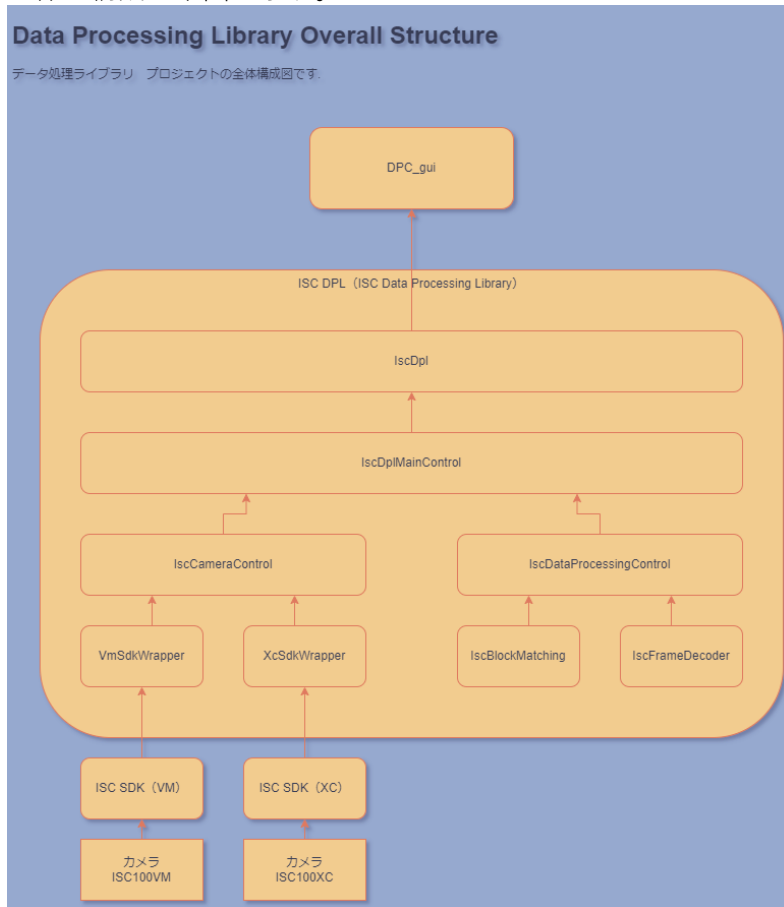 Data Processing Library Overall Structure
データ処理ライブラリ プロジェクトの全体構成図です.
DPC_gui
ISC DPL（ISC Data Processing Library）
IscDpl
IscDplMainControl
IscCameraControl
IscDataProcessingControl
VmSdkWrapper
XcSdkWrapper
IscBlockMatching
IscFrameDecoder
ISC SDK（VM）
ISC SDK（XC）
カメラ
ISC100VM
カメラ
ISC100XC